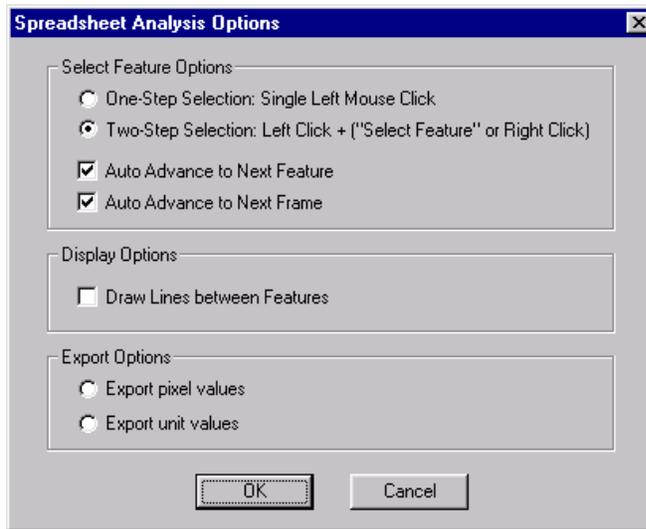 Spreadsheet Analysis Options
Select Feature Options
One-Step Selection: Single Left Mouse Click
Two-Step Selection: Left Click + ("Select Feature" or Right Click)
Auto Advance to Next Feature
Auto Advance to Next Frame
Display Options
Draw Lines between Features
Export Options
Export pixel values
Export unit values
OK Cancel